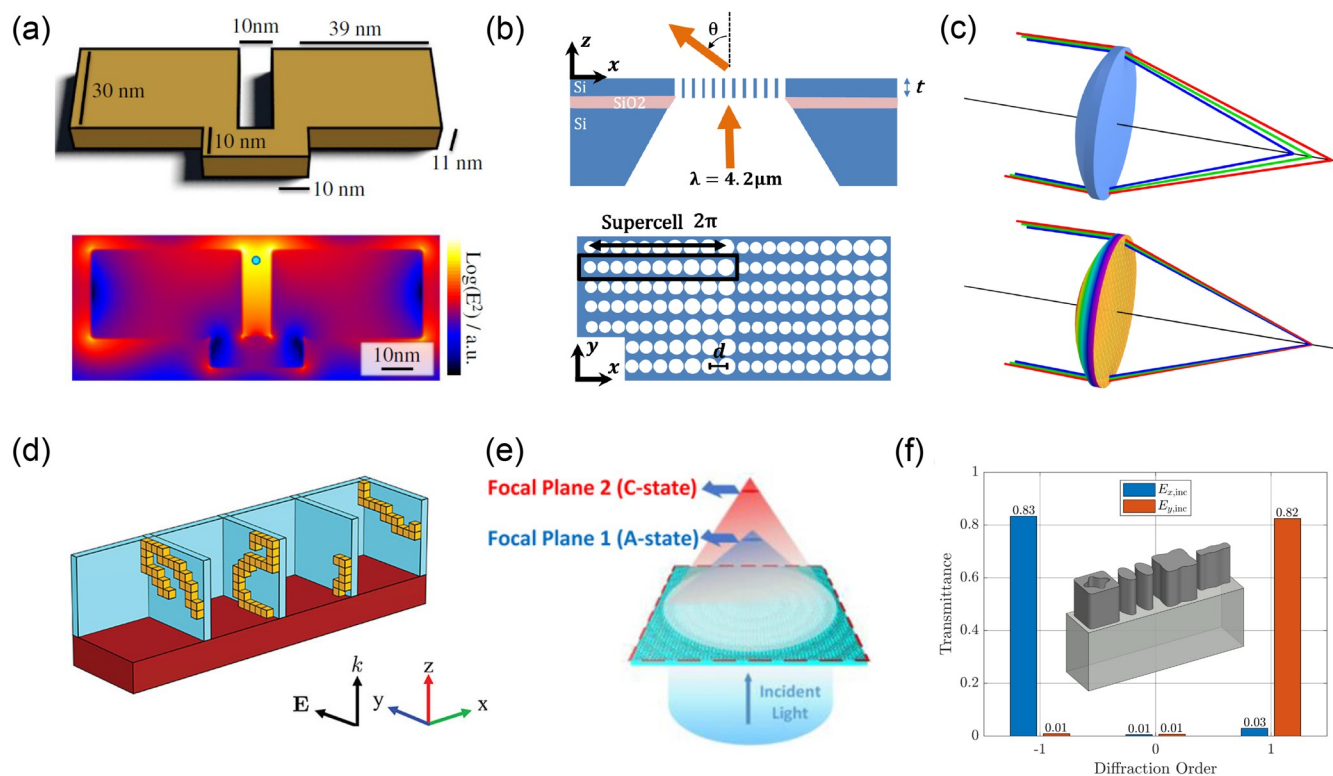 (a)
10nm
39 nm
30 nm
10 nm
11 nm
10 nm
Log(E²) / a.u.
10nm
(b)
z
x
θ
Si
SiO2
Si
t
λ = 4.2μm
Supercell 2π
d
y
x
(c)
(d)
E
k
y
z
x
(e)
Focal Plane 2 (C-state)
Focal Plane 1 (A-state)
Incident
Light
(f)
Transmittance
1
0.8
0.6
0.4
0.2
0
E x,inc
E y,inc
0.83
0.01
0.01
0.01
0.03
0.82
-1
0
1
Diffraction Order